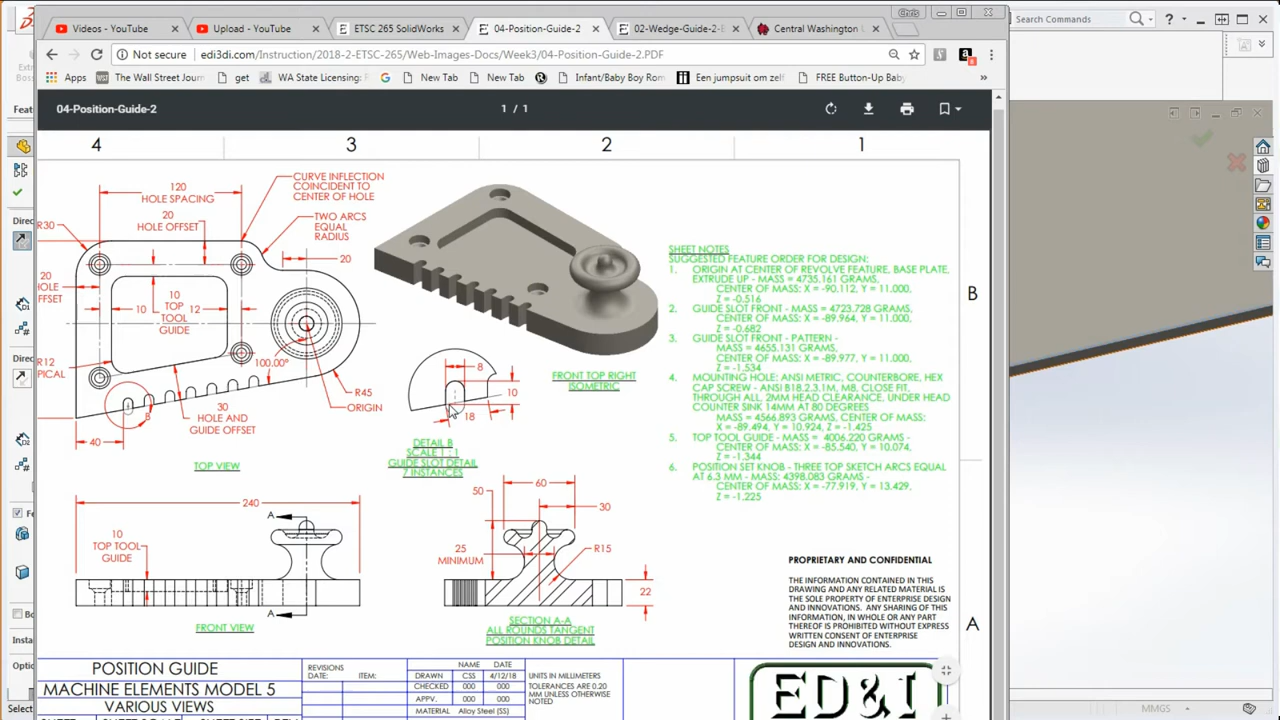 Chris
Videos - YouTube
Upload - YouTube
ETSC 265 SolidWorks
04-Position-Guide-2
02-Wedge-Guide-2-E
Central Washington U
Search Commands
Not secure
edi3di.com/Instruction/2018-2-ETSC-265/Web-Images-Docs/Week3/04-Position-Guide-2.PDF
Apps
The Wall Street Journ
get
WA State Licensing:
New Tab
New Tab
Infant/Baby Boy Rom
Een jumpsuit om zelf
FREE Button-Up Baby
»
Featu
04-Position-Guide-2
1 / 1
4
3
2
1
120
HOLE SPACING
20
HOLE OFFSET
CURVE INFLECTION
COINCIDENT TO
CENTER OF HOLE
TWO ARCS
EQUAL
RADIUS
R30
20
20
HOLE
OFFSET
10
TOP
TOOL
GUIDE
10
12
R12
PICAL
100.00°
R45
ORIGIN
30
HOLE AND
GUIDE OFFSET
8
40
TOP VIEW
8
10
18
DETAIL B
SCALE 1 : 1
GUIDE SLOT DETAIL
7 INSTANCES
FRONT TOP RIGHT
ISOMETRIC
SHEET NOTES
SUGGESTED FEATURE ORDER FOR DESIGN:
1. ORIGIN AT CENTER OF REVOLVE FEATURE, BASE PLATE,
EXTRUDE UP - MASS = 4735.161 GRAMS,
CENTER OF MASS: X = -90.112, Y = 11.000,
Z = -0.516
2. GUIDE SLOT FRONT - MASS = 4723.728 GRAMS,
CENTER OF MASS: X = -89.964, Y = 11.000,
Z = -0.682
3. GUIDE SLOT FRONT - PATTERN -
MASS = 4655.131 GRAMS,
CENTER OF MASS: X = -89.977, Y = 11.000,
Z = -1.534
4. MOUNTING HOLE: ANSI METRIC, COUNTERBORE, HEX
CAP SCREW - ANSI B18.2.3.1M, M8, CLOSE FIT,
THROUGH ALL, 2MM HEAD CLEARANCE, UNDER HEAD
COUNTER SINK 14MM AT 80 DEGREES
MASS = 4566.893 GRAMS, CENTER OF MASS:
X = -89.494, Y = 10.924, Z = -1.425
5. TOP TOOL GUIDE - MASS = 4006.220 GRAMS -
CENTER OF MASS: X = -85.540, Y = 10.074,
Z = -1.344
6. POSITION SET KNOB - THREE TOP SKETCH ARCS EQUAL
AT 6.3 MM - MASS: 4398.083 GRAMS -
CENTER OF MASS: X = -77.919, Y = 13.429,
Z = -1.225
B
A
240
A
A
10
TOP TOOL
GUIDE
FRONT VIEW
60
50
30
25
MINIMUM
R15
22
SECTION A-A
ALL ROUNDS TANGENT
POSITION KNOB DETAIL
PROPRIETARY AND CONFIDENTIAL
THE INFORMATION CONTAINED IN THIS
DRAWING AND ANY RELATED MATERIAL IS
THE SOLE PROPERTY OF ENTERPRISE DESIGN
AND INNOVATIONS. ANY SHARING OF THIS
INFORMATION, IN WHOLE OR ANY PART
THEREOF IS PROHIBITED WITHOUT EXPRESS
WRITTEN CONSENT OF ENTERPRISE
DESIGN AND INNOVATIONS.
POSITION GUIDE
MACHINE ELEMENTS MODEL 5
VARIOUS VIEWS
REVISIONS
DATE: ITEM:
NAME DATE
DRAWN CSS 4/12/18
CHECKED 000 000
APPV. 000 000
MATERIAL Alloy Steel (SS)
UNITS IN MILLIMETERS
TOLERANCES ARE 0.20
MM UNLESS OTHERWISE
NOTED
ED&I
Direc
Direc
Fe
Bo
Instan
Optio
Select
MMGS